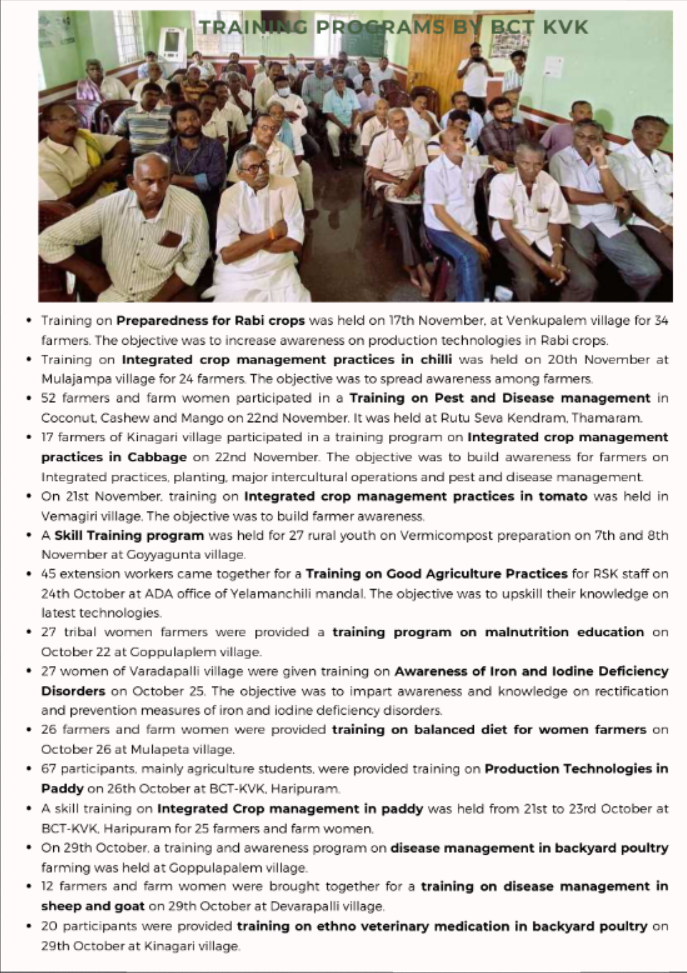 TRAINING PROGRAMS BY BCT KVK
• Training on Preparedness for Rabi crops was held on 17th November, at Venkupalem village for 34
farmers. The objective was to increase awareness on production technologies in Rabi crops.
• Training on Integrated crop management practices in chilli was held on 20th November at
Mulajampa village for 24 farmers. The objective was to spread awareness among farmers.
• 52 farmers and farm women participated in a Training on Pest and Disease management in
Coconut, Cashew and Mango on 22nd November. It was held at Rutu Seva Kendram, Thamaram.
• 17 farmers of Kinagari village participated in a training program on Integrated crop management
practices in Cabbage on 22nd November. The objective was to build awareness for farmers on
Integrated practices, planting, major intercultural operations and pest and disease management.
• On 21st November, training on Integrated crop management practices in tomato was held in
Vemagiri village. The objective was to build farmer awareness.
• A Skill Training program was held for 27 rural youth on Vermicompost preparation on 7th and 8th
November at Goyyagunta village.
• 45 extension workers came together for a Training on Good Agriculture Practices for RSK staff on
24th October at ADA office of Yelamanchili mandal. The objective was to upskill their knowledge on
latest technologies.
• 27 tribal women farmers were provided a training program on malnutrition education on
October 22 at Goppulaplem village.
• 27 women of Varadapalli village were given training on Awareness of Iron and Iodine Deficiency
Disorders on October 25. The objective was to impart awareness and knowledge on rectification
and prevention measures of iron and iodine deficiency disorders.
• 26 farmers and farm women were provided training on balanced diet for women farmers on
October 26 at Mulapeta village.
• 67 participants, mainly agriculture students, were provided training on Production Technologies in
Paddy on 26th October at BCT-KVK, Haripuram.
• A skill training on Integrated Crop management in paddy was held from 21st to 23rd October at
BCT-KVK, Haripuram for 25 farmers and farm women.
• On 29th October, a training and awareness program on disease management in backyard poultry
farming was held at Goppulapalem village.
• 12 farmers and farm women were brought together for a training on disease management in
sheep and goat on 29th October at Devarapalli village.
• 20 participants were provided training on ethno veterinary medication in backyard poultry on
29th October at Kinagari village.